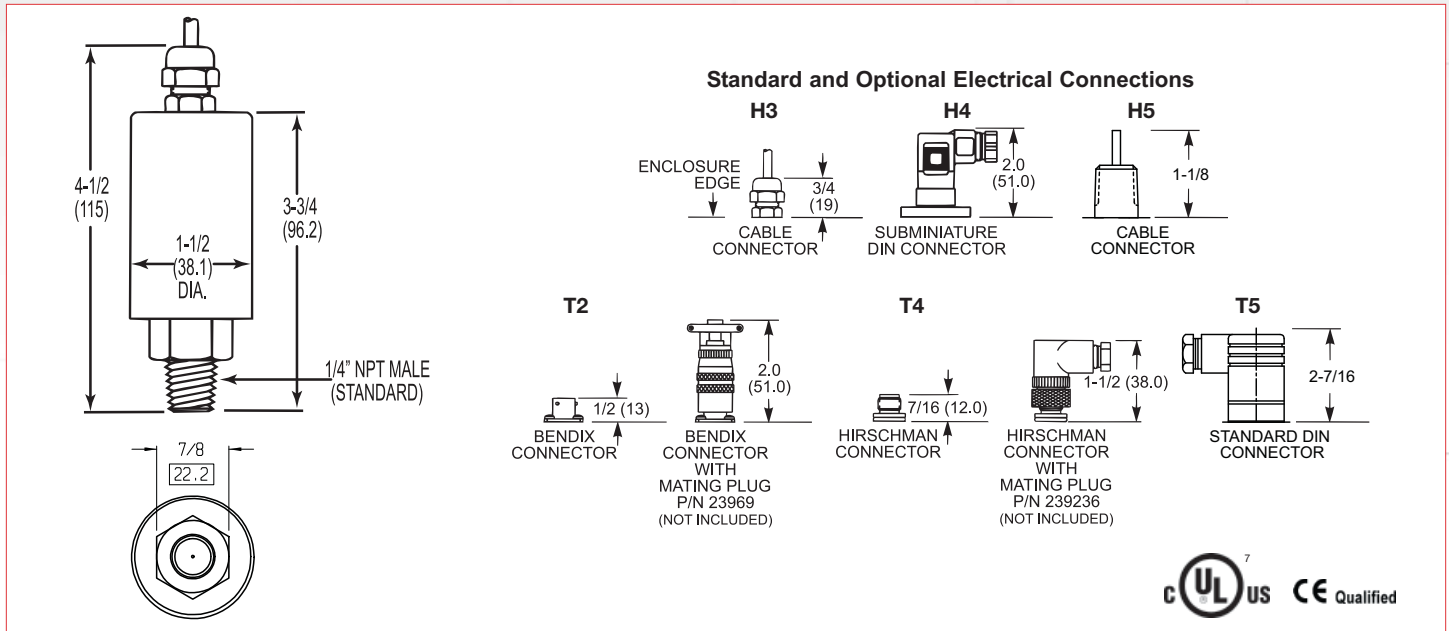 4-1/2
(115)
3-3/4
(96.2)
1-1/2
(38.1)
DIA.
1/4" NPT MALE
(STANDARD)
7/8
22.2
Standard and Optional Electrical Connections
H3
H4
H5
ENCLOSURE
EDGE
3/4
(19)
CABLE
CONNECTOR
2.0
(51.0)
SUBMINIATURE
DIN CONNECTOR
1-1/8
CABLE
CONNECTOR
T2
T4
T5
1/2 (13)
BENDIX
CONNECTOR
2.0
(51.0)
BENDIX
CONNECTOR
WITH
MATING PLUG
P/N 23969
(NOT INCLUDED)
7/16 (12.0)
HIRSCHMAN
CONNECTOR
1-1/2 (38.0)
HIRSCHMAN
CONNECTOR
WITH
MATING PLUG
P/N 239236
(NOT INCLUDED)
2-7/16
STANDARD DIN
CONNECTOR
c UL ® US 7
CE Qualified